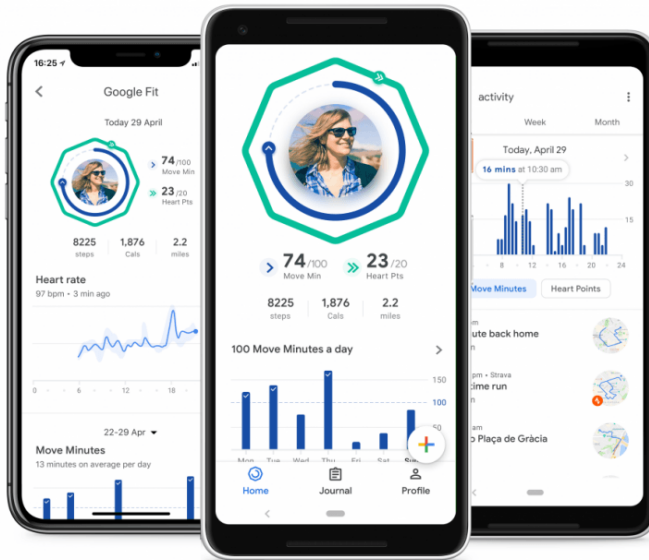 16:25
Google Fit
Today 29 April
74/100
Move Min
23/20
Heart Pts
8225
steps
1,876
Cals
2.2
miles
Heart rate
97 bpm • 3 min ago
0 6 12 18
22-29 Apr
Move Minutes
13 minutes on average per day
74/100
Move Min
23/20
Heart Pts
8225
steps
1,876
Cals
2.2
miles
100 Move Minutes a day
150
100
50
Mon Tue Wed Thu Fri Sat Su
Home
Journal
Profile
activity
Week
Month
Today, April 29
16 mins at 10:30 am
30
15
8 12 16 20 24
Move Minutes
Heart Points
ute back home
pm • Strava
time run
am
Plaça de Gràcia